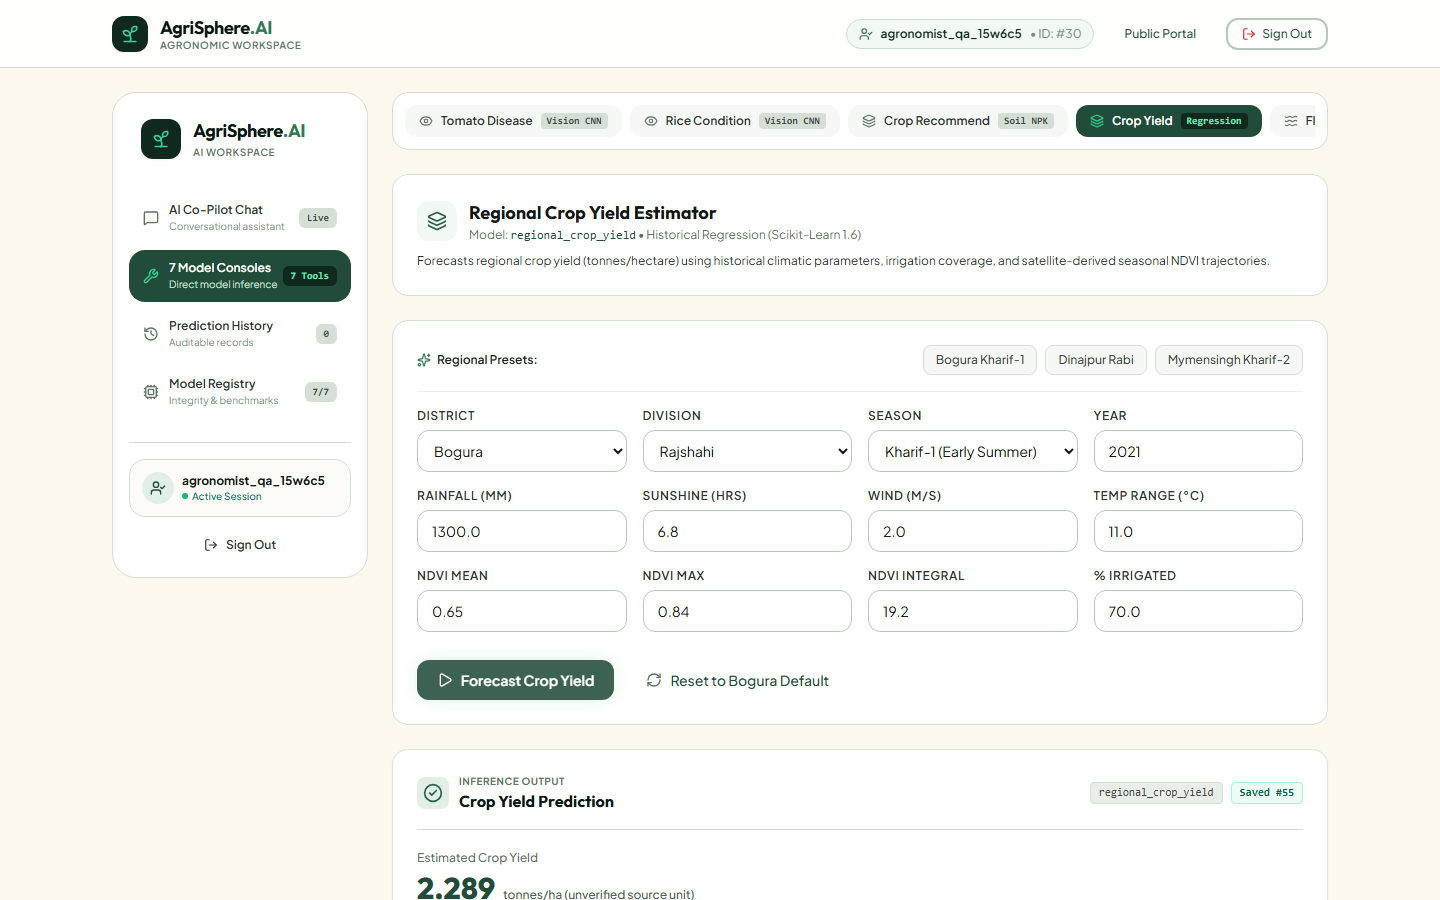 AgriSphere.AI
AGRONOMIC WORKSPACE
agronomist_qa_15w6c5 • ID: #30
Public Portal
Sign Out
AgriSphere.AI
AI WORKSPACE
AI Co-Pilot Chat
Conversational assistant
Live
7 Model Consoles
Direct model inference
7 Tools
Prediction History
Auditable records
0
Model Registry
Integrity & benchmarks
7/7
agronomist_qa_15w6c5
Active Session
Sign Out
Tomato Disease Vision CNN
Rice Condition Vision CNN
Crop Recommend Soil NPK
Crop Yield Regression
Fl
Regional Crop Yield Estimator
Model: regional_crop_yield • Historical Regression (Scikit-Learn 1.6)
Forecasts regional crop yield (tonnes/hectare) using historical climatic parameters, irrigation coverage, and satellite-derived seasonal NDVI trajectories.
Regional Presets:
Bogura Kharif-1
Dinajpur Rabi
Mymensingh Kharif-2
DISTRICT DIVISION SEASON YEAR
Bogura Rajshahi Kharif-1 (Early Summer) 2021
RAINFALL (MM) SUNSHINE (HRS) WIND (M/S) TEMP RANGE (°C)
1300.0 6.8 2.0 11.0
NDVI MEAN NDVI MAX NDVI INTEGRAL % IRRIGATED
0.65 0.84 19.2 70.0
Forecast Crop Yield
Reset to Bogura Default
INFERENCE OUTPUT
Crop Yield Prediction
regional_crop_yield
Saved #55
Estimated Crop Yield
2.289 tonnes/ha (unverified source unit)